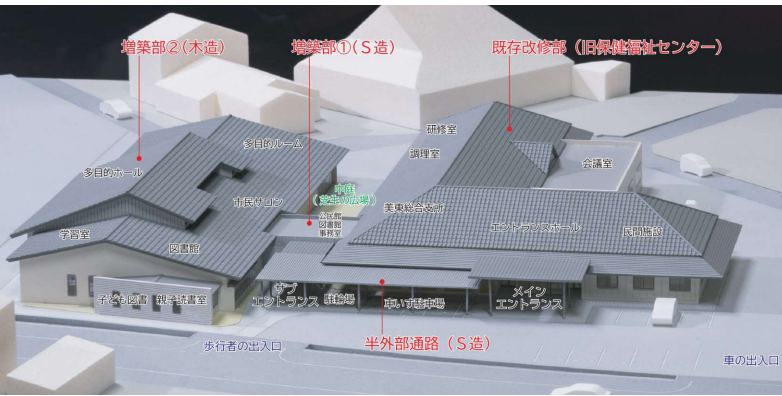 増築部②(木造)
増築部①(S造)
既存改修部(旧保健福祉センター)
研修室
調理室
会議室
多目的ルーム
多目的ホール
中庭
(芝生の広場)
市民サロン
美東総合支所
公民館
図書館
事務室
エントランスホール
民間施設
学習室
図書館
子ども図書
親子読書室
サブ
エントランス
駐輪場
車いす駐車場
メイン
エントランス
歩行者の出入口
半外部通路(S造)
車の出入口